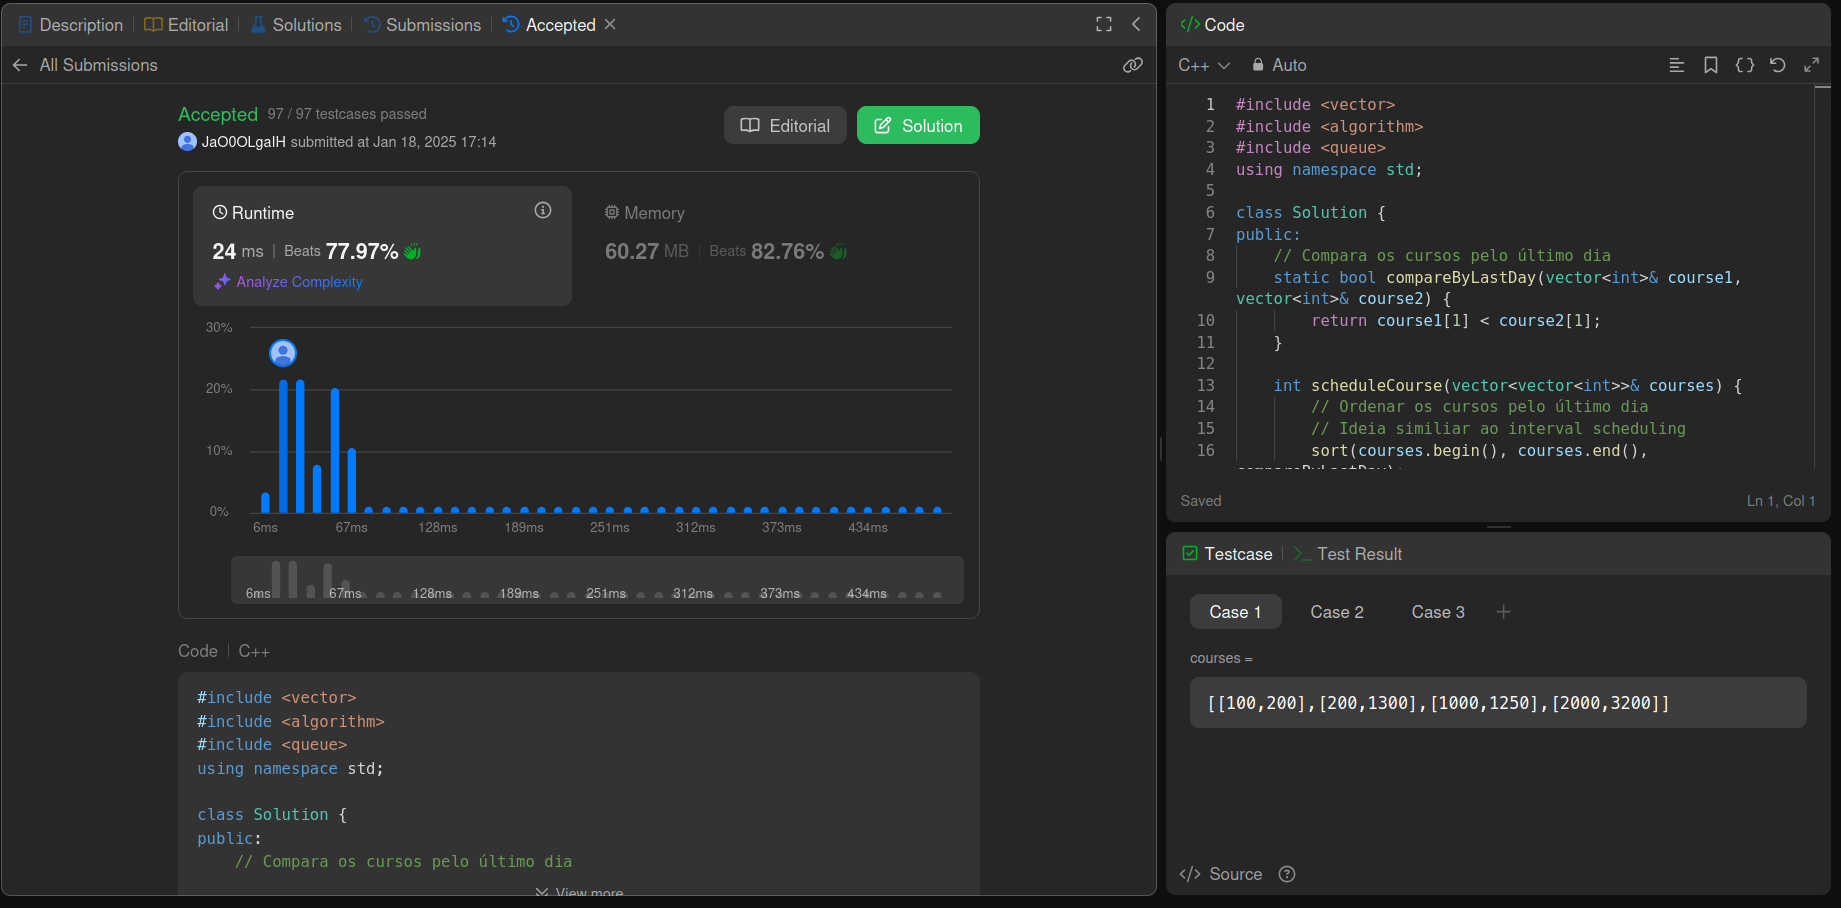 Description
Editorial
Solutions
Submissions
Accepted
All Submissions
Accepted 97 / 97 testcases passed
JaO0OLgaIH submitted at Jan 18, 2025 17:14
Editorial
Solution
Runtime
24 ms | Beats 77.97%
Analyze Complexity
Memory
60.27 MB | Beats 82.76%
30%
20%
10%
0%
6ms 67ms 128ms 189ms 251ms 312ms 373ms 434ms
6ms 67ms 128ms 189ms 251ms 312ms 373ms 434ms
Code | C++
#include <vector>
#include <algorithm>
#include <queue>
using namespace std;
class Solution {
public:
// Compara os cursos pelo último dia
View more
Code
C++ Auto
1 #include <vector>
2 #include <algorithm>
3 #include <queue>
4 using namespace std;
5
6 class Solution {
7 public:
8 // Compara os cursos pelo último dia
9 static bool compareByLastDay(vector<int>& course1,
vector<int>& course2) {
10 return course1[1] < course2[1];
11 }
12
13 int scheduleCourse(vector<vector<int>>& courses) {
14 // Ordenar os cursos pelo último dia
15 // Ideia similiar ao interval scheduling
16 sort(courses.begin(), courses.end(),
compareByLastDay);
Saved
Ln 1, Col 1
Testcase
Test Result
Case 1 Case 2 Case 3 +
courses =
[[100,200],[200,1300],[1000,1250],[2000,3200]]
Source